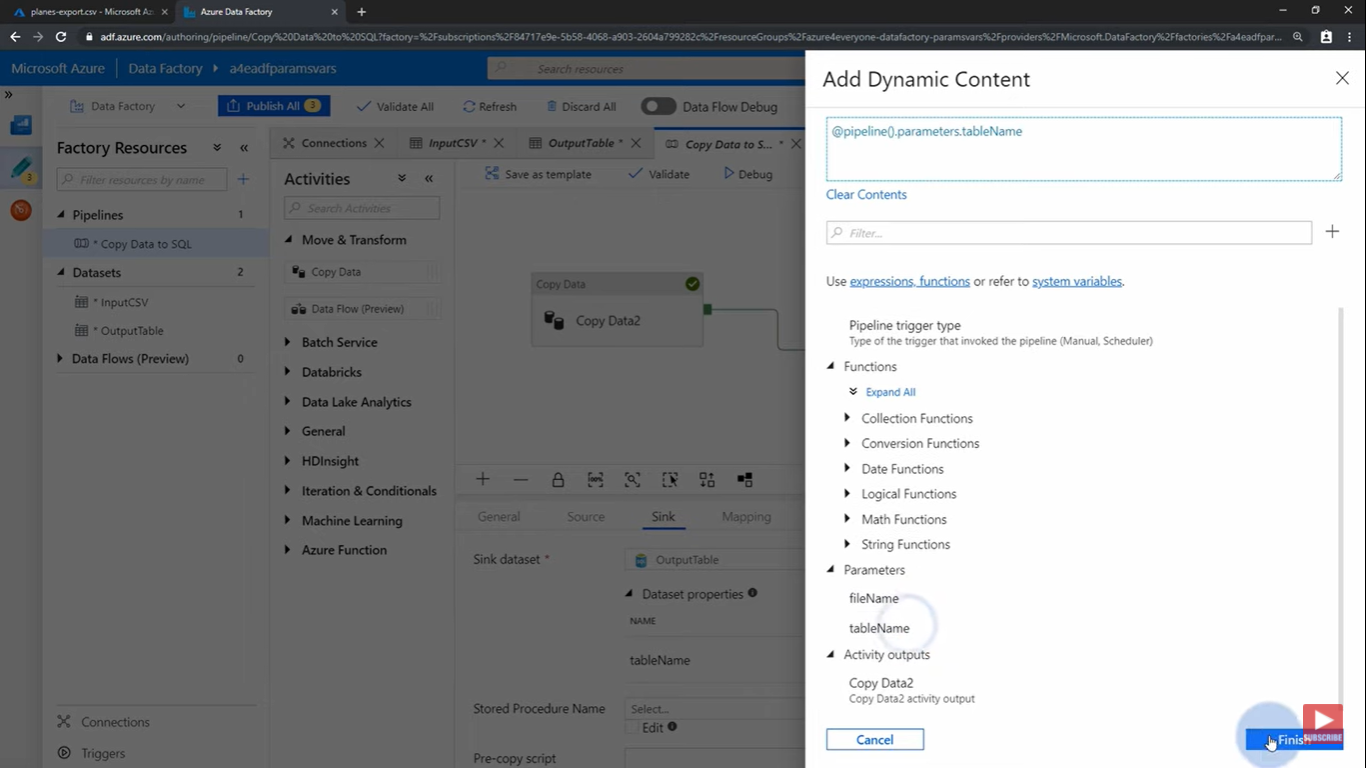 planes-export.csv - Microsoft Az
Azure Data Factory
adf.azure.com/authoring/pipeline/Copy%20Data%20to%20SQL?factory=%2Fsubscriptions%2F84717e9e-5b58-4068-a903-2604a799282c%2FresourceGroups%2Fazure4everyone-datafactory-paramsvars%2Fproviders%2FMicrosoft.DataFactory%2Ffactories%2Fa4eadfpar...
Microsoft Azure
Data Factory
a4eadfparamsvars
Search resources
Data Factory
Publish All 3
Validate All
Refresh
Discard All
Data Flow Debug
3
Factory Resources
Filter resources by name
Pipelines 1
* Copy Data to SQL
Datasets 2
* InputCSV
* OutputTable
Data Flows (Preview) 0
Connections
Triggers
Connections
InputCSV *
OutputTable *
Copy Data to S... *
Activities
Search Activities
Move & Transform
Copy Data
Data Flow (Preview)
Batch Service
Databricks
Data Lake Analytics
General
HDInsight
Iteration & Conditionals
Machine Learning
Azure Function
Save as template
Validate
Debug
Copy Data
Copy Data2
100%
General
Source
Sink
Mapping
Sink dataset *
OutputTable
Dataset properties
NAME
tableName
Stored Procedure Name
Select...
Edit
Pre-copy script
Add Dynamic Content
@pipeline().parameters.tableName
Clear Contents
Filter...
Use expressions, functions or refer to system variables.
Pipeline trigger type
Type of the trigger that invoked the pipeline (Manual, Scheduler)
Functions
Expand All
Collection Functions
Conversion Functions
Date Functions
Logical Functions
Math Functions
String Functions
Parameters
fileName
tableName
Activity outputs
Copy Data2
Copy Data2 activity output
Cancel
Finish
SUBSCRIBE